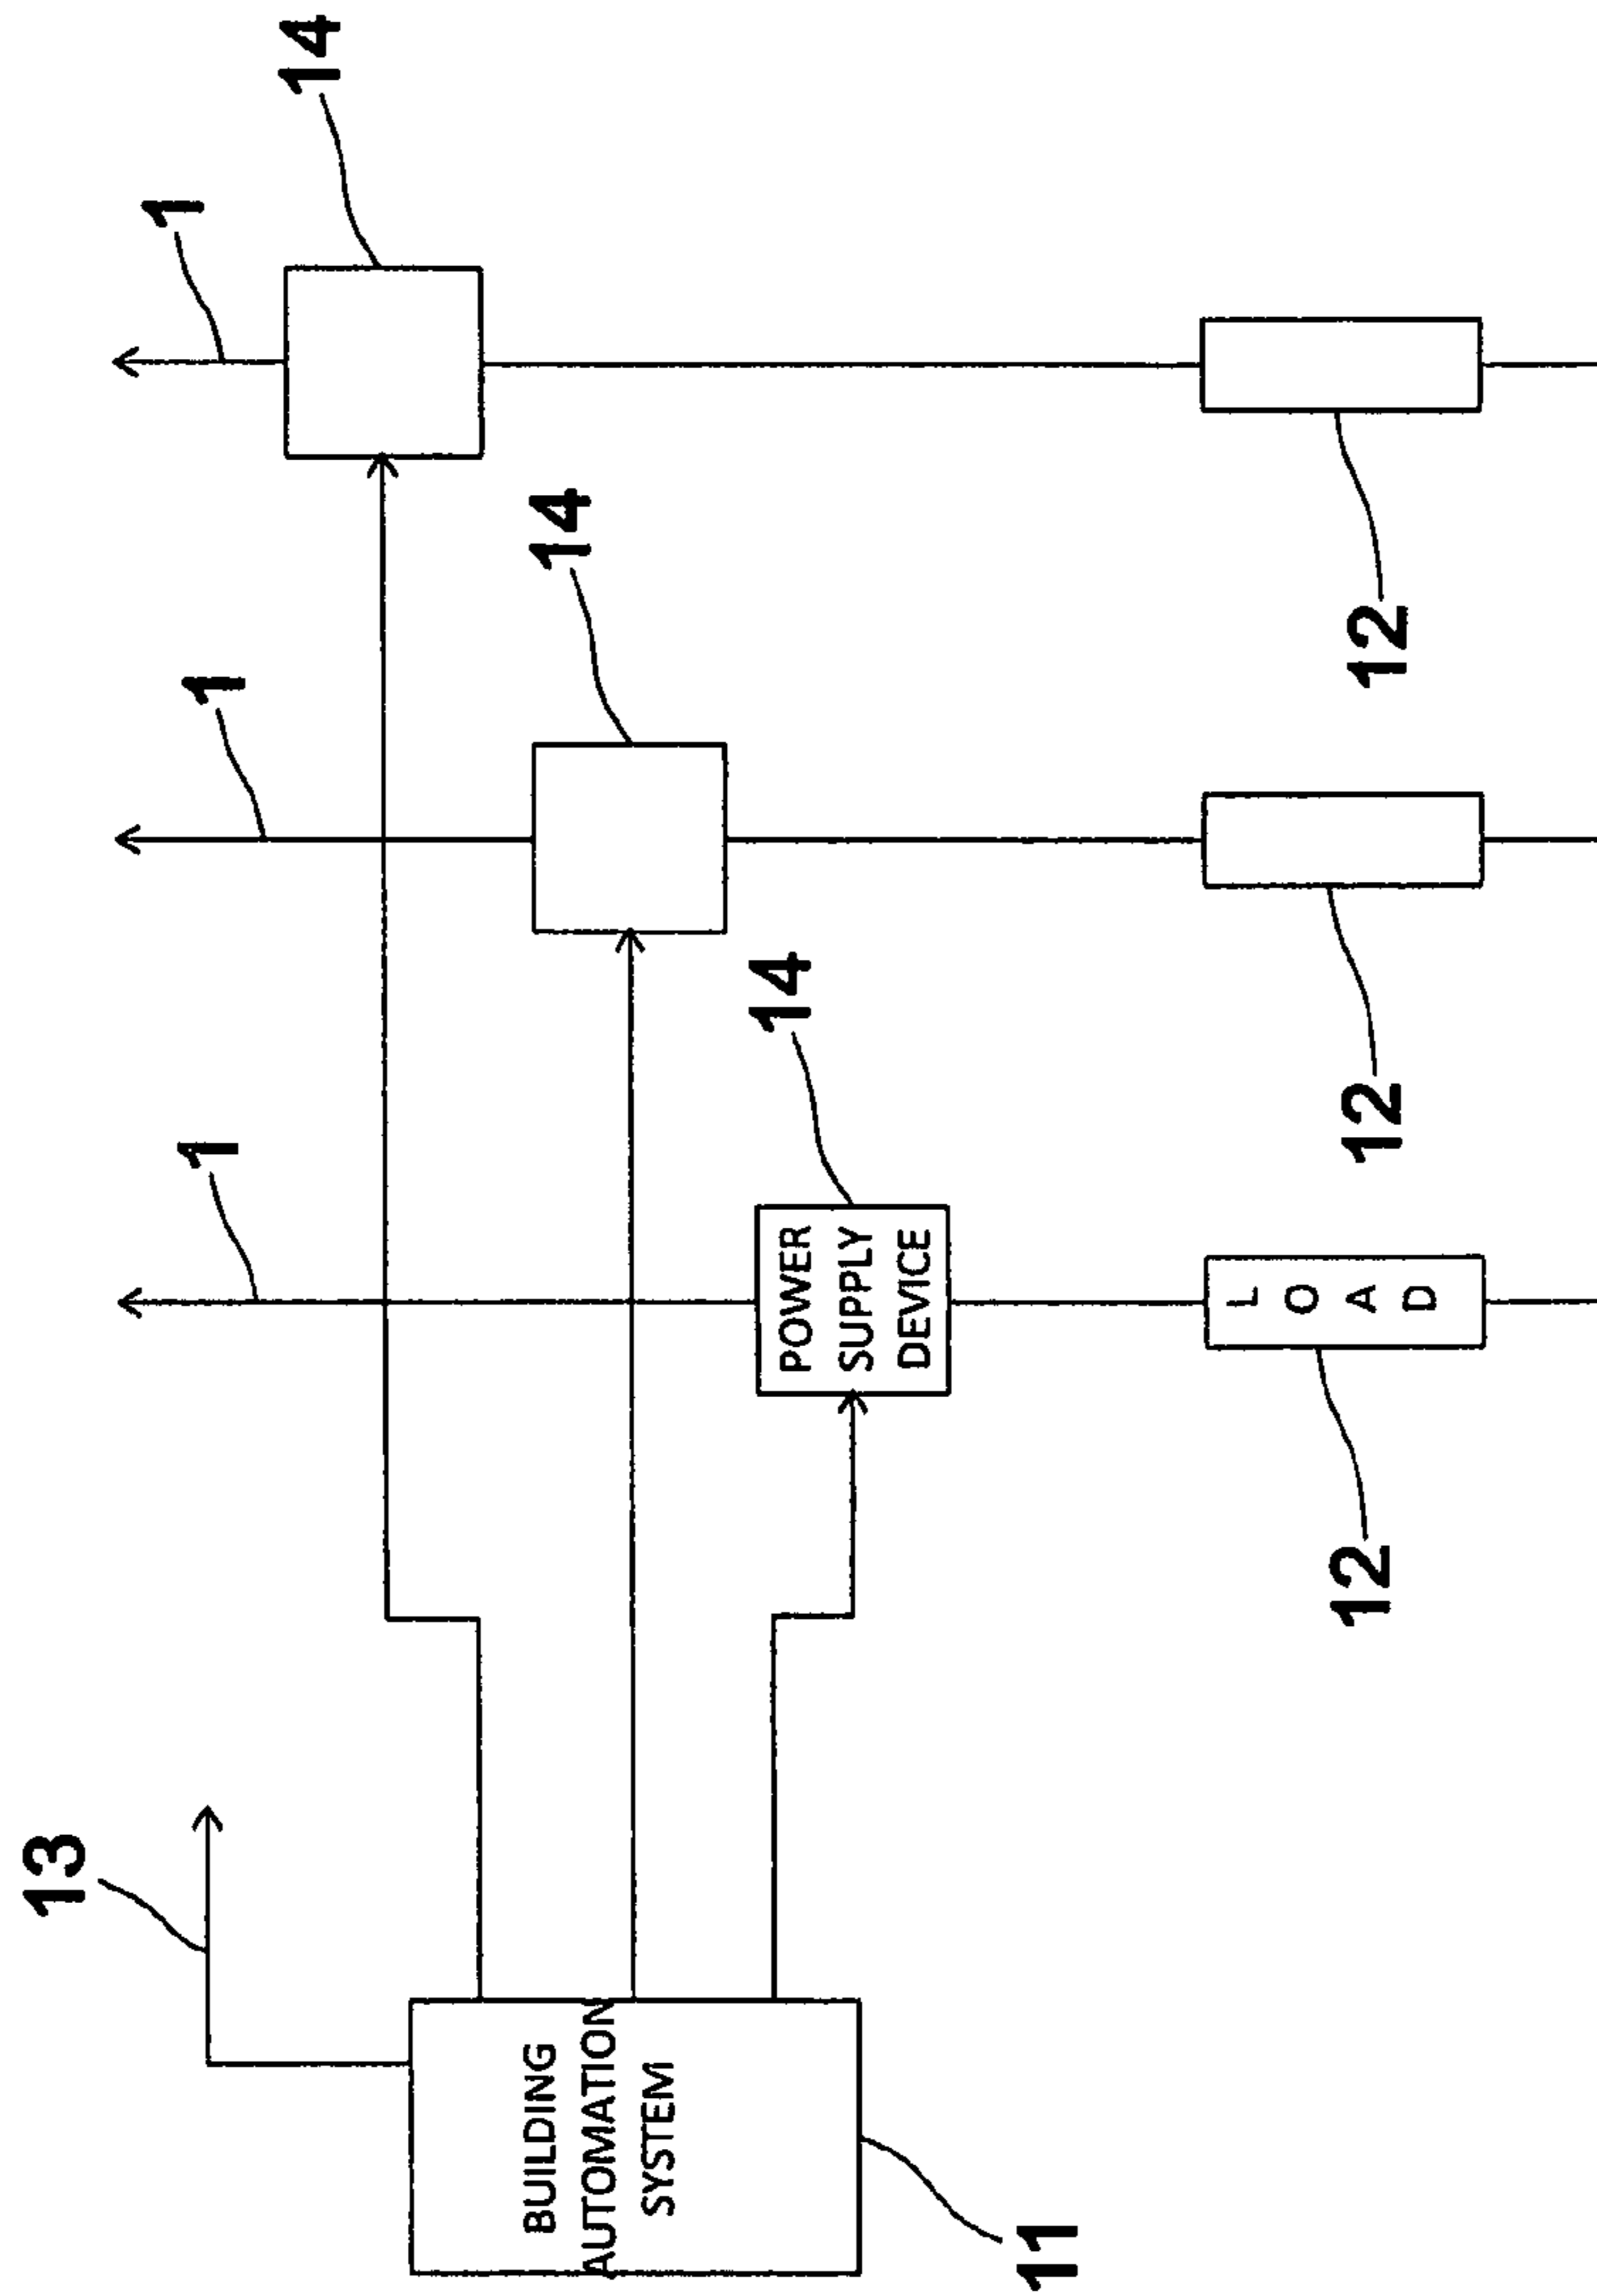 13
1
1
1
14
14
14
BUILDING
AUTOMATION
SYSTEM
POWER
SUPPLY
DEVICE
11
L
O
A
D
12
12
12